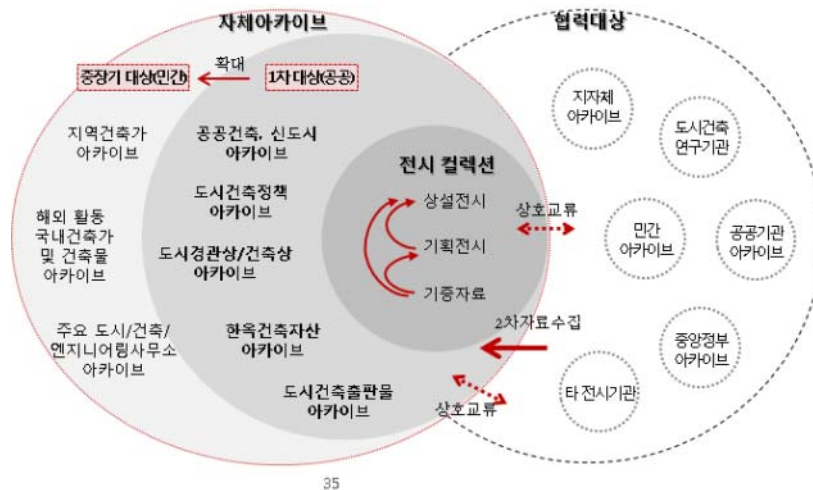 자체아카이브
협력대상
확대
중장기 대상(민간)
1차 대상(공공)
지역건축가
아카이브
공공건축, 신도시
아카이브
도시건축정책
아카이브
해외 활동
국내건축가
및 건축물
아카이브
도시경관상/건축상
아카이브
주요 도시/건축/
엔지니어링사무소
아카이브
한옥건축자산
아카이브
도시건축출판물
아카이브
전시 컬렉션
상설전시
기획전시
기증자료
상호교류
2차자료수집
상호교류
지자체
아카이브
도시건축
연구기관
민간
아카이브
공공기관
아카이브
중앙정부
아카이브
타 전시기관
35